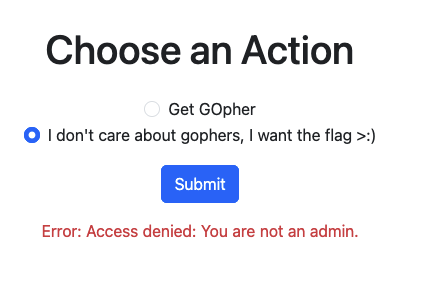 Choose an Action
Get GOpher
I don't care about gophers, I want the flag >:)
Submit
Error: Access denied: You are not an admin.